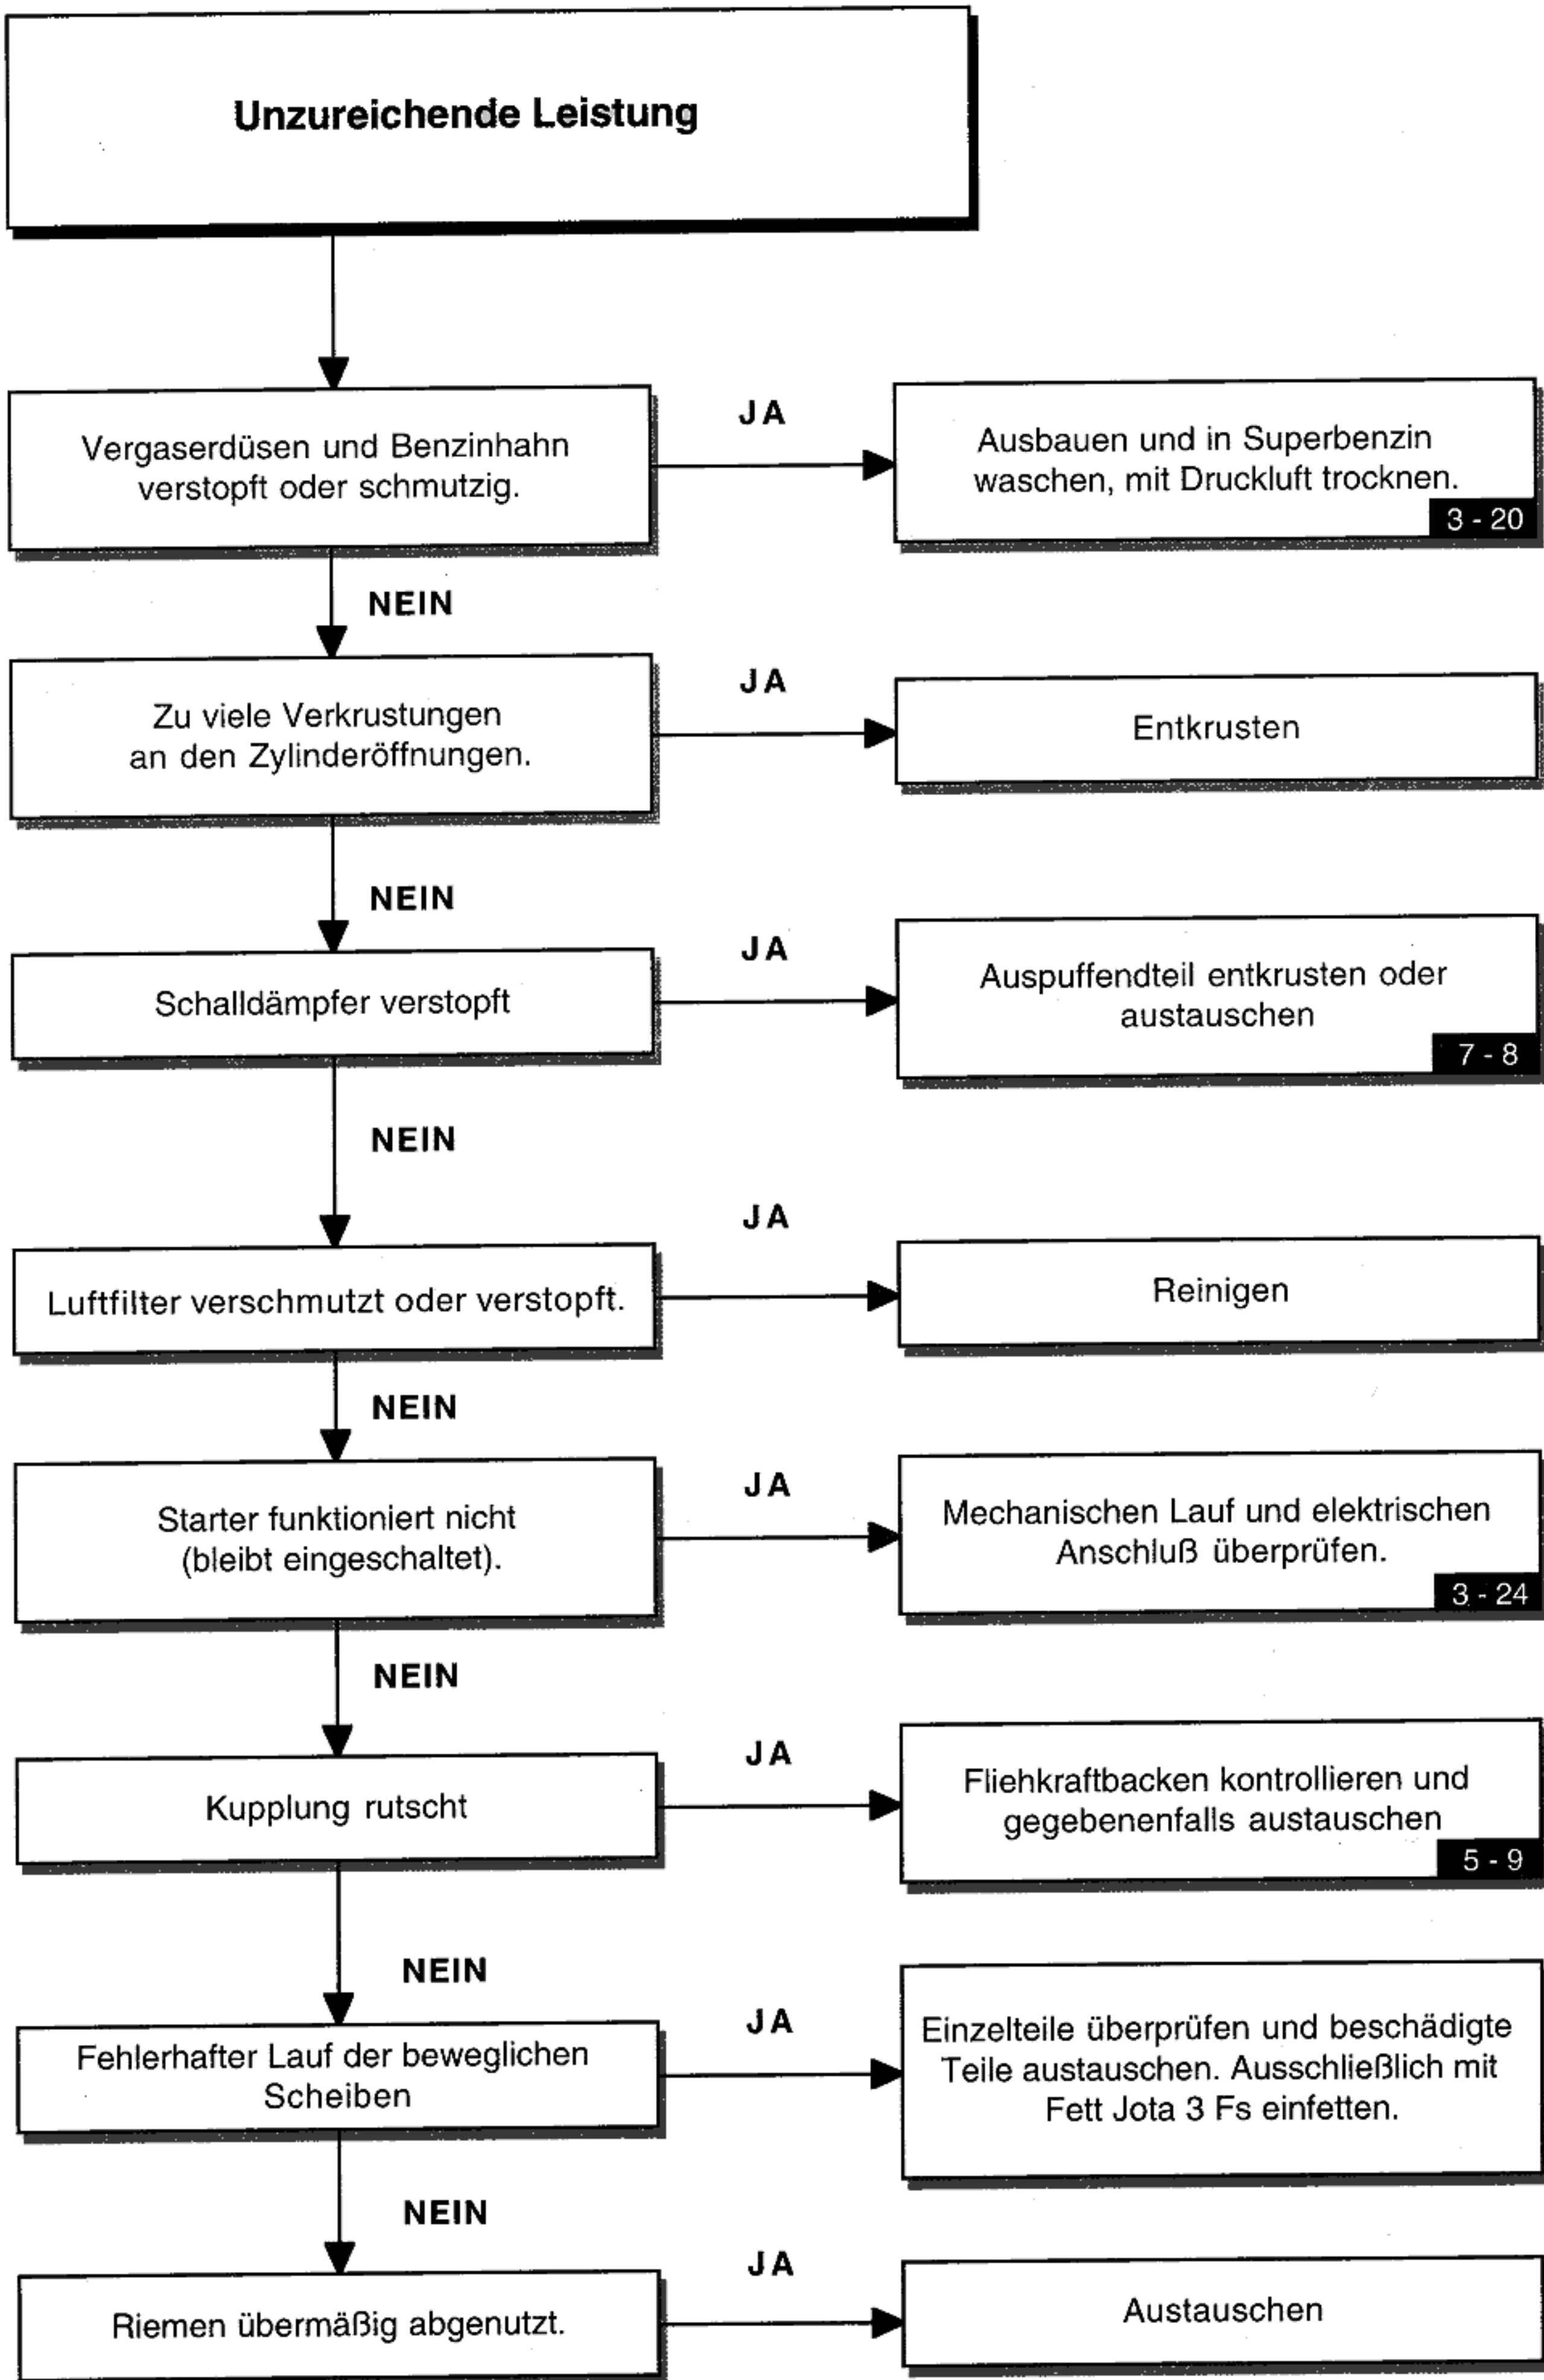 Unzureichende Leistung
Vergaserdüsen und Benzinhahn
verstopft oder schmutzig.
JA
Ausbauen und in Superbenzin
waschen, mit Druckluft trocknen.
3 - 20
NEIN
Zu viele Verkrustungen
an den Zylinderöffnungen.
JA
Entkrusten
NEIN
Schalldämpfer verstopft
JA
Auspuffendteil entkrusten oder
austauschen
7 - 8
NEIN
Luftfilter verschmutzt oder verstopft.
JA
Reinigen
NEIN
Starter funktioniert nicht
(bleibt eingeschaltet).
JA
Mechanischen Lauf und elektrischen
Anschluß überprüfen.
3 - 24
NEIN
Kupplung rutscht
JA
Fliehkraftbacken kontrollieren und
gegebenenfalls austauschen
5 - 9
NEIN
Fehlerhafter Lauf der beweglichen
Scheiben
JA
Einzelteile überprüfen und beschädigte
Teile austauschen. Ausschließlich mit
Fett Jota 3 Fs einfetten.
NEIN
Riemen übermäßig abgenutzt.
JA
Austauschen